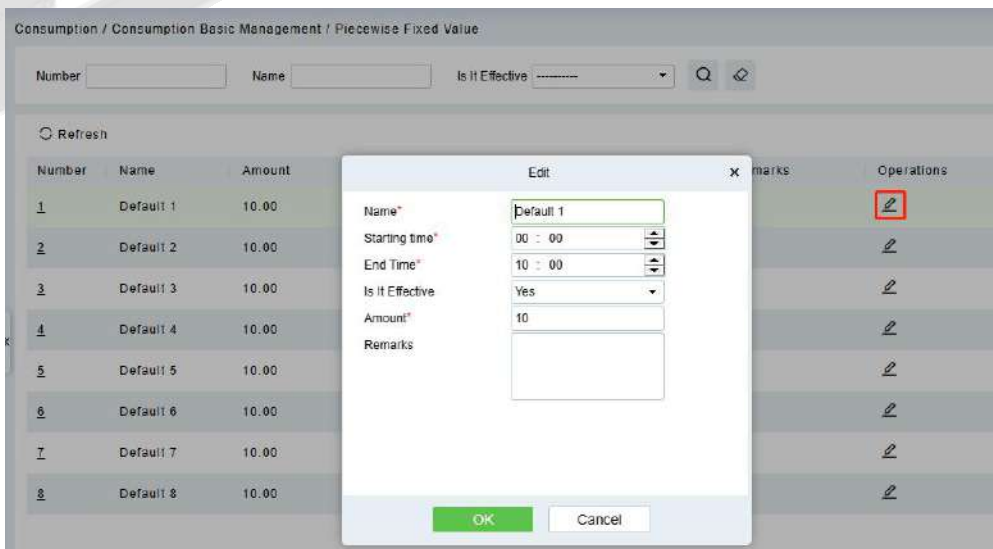 Consumption / Consumption Basic Management / Piecewise Fixed Value
Number Name Is It Effective ----------
Refresh
Number Name Amount marks Operations
1 Default 1 10.00
2 Default 2 10.00
3 Default 3 10.00
4 Default 4 10.00
5 Default 5 10.00
6 Default 6 10.00
7 Default 7 10.00
8 Default 8 10.00
Edit x
Name* Default 1
Starting time* 00 : 00
End Time* 10 : 00
Is It Effective Yes
Amount* 10
Remarks
OK Cancel